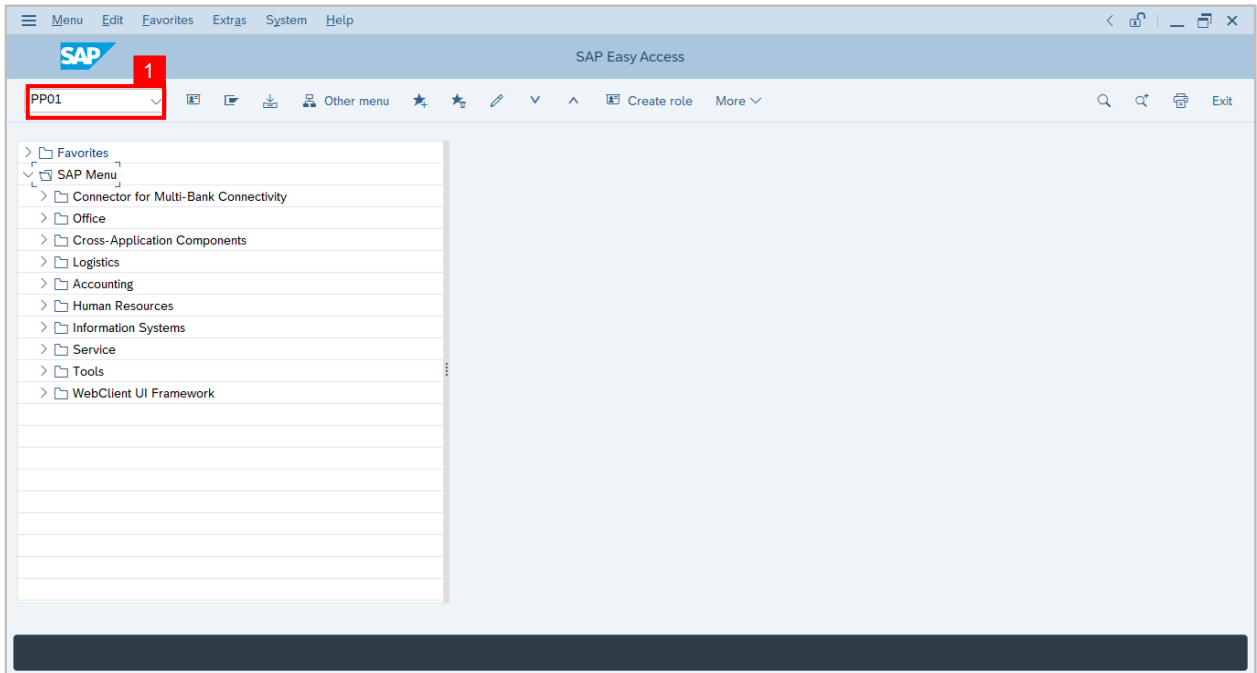 Menu Edit Favorites Extras System Help
SAP SAP Easy Access
1
PP01 Other menu Create role More Exit
Favorites
SAP Menu
Connector for Multi-Bank Connectivity
Office
Cross-Application Components
Logistics
Accounting
Human Resources
Information Systems
Service
Tools
WebClient UI Framework